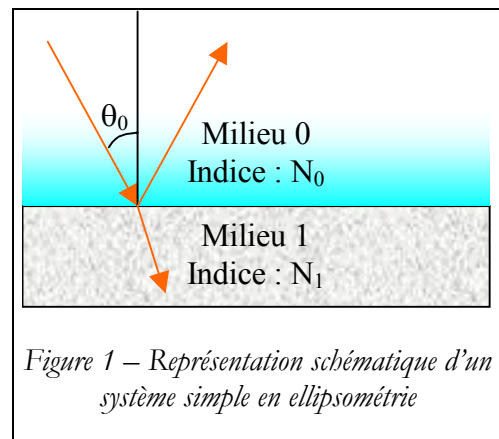 θ₀
Milieu 0
Indice : N₀
Milieu 1
Indice : N₁
Figure 1 – Représentation schématique d'un
système simple en ellipsométrie